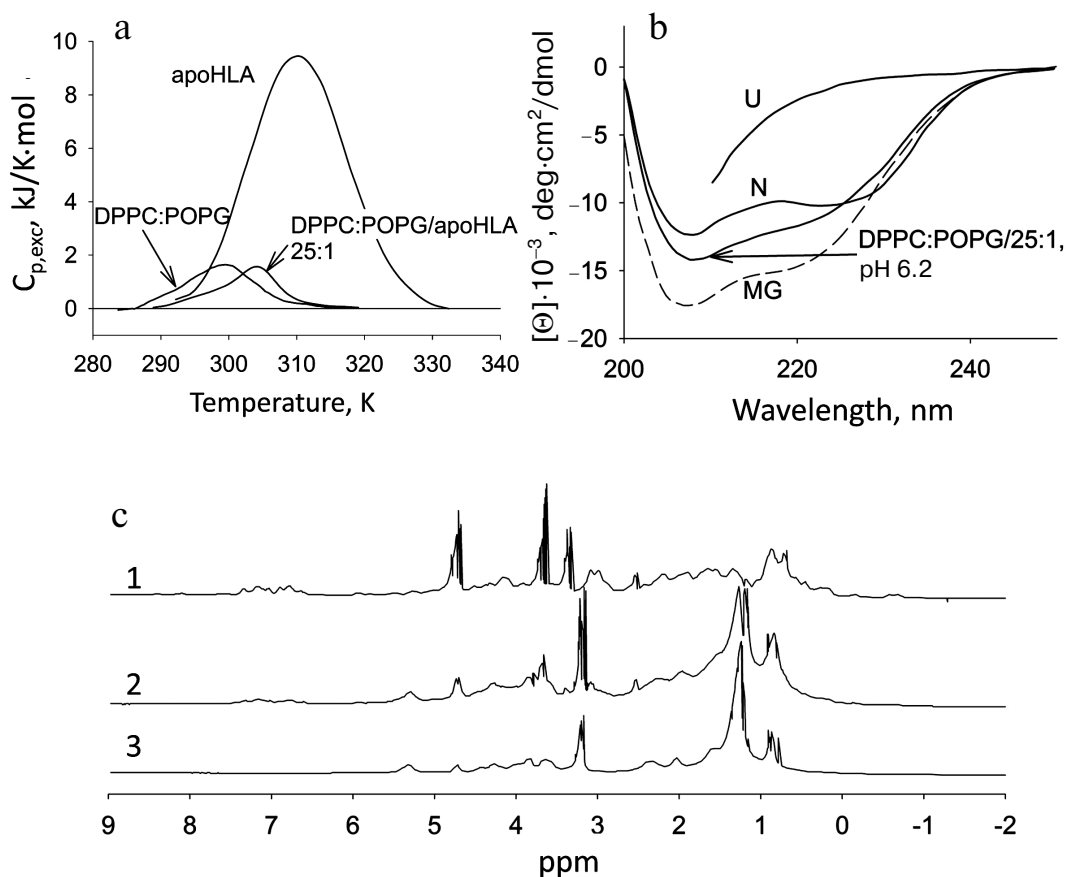 a
C_p,exc, kJ/K·mol
10
8
6
4
2
0
apoHLA
DPPC:POPG
DPPC:POPG/apoHLA
25:1
280 290 300 310 320 330 340
Temperature, K
b
[Θ]·10⁻³, deg·cm²/dmol
0
−5
−10
−15
−20
U
N
DPPC:POPG/25:1,
pH 6.2
MG
200 220 240
Wavelength, nm
c
1
2
3
9 8 7 6 5 4 3 2 1 0 -1 -2
ppm